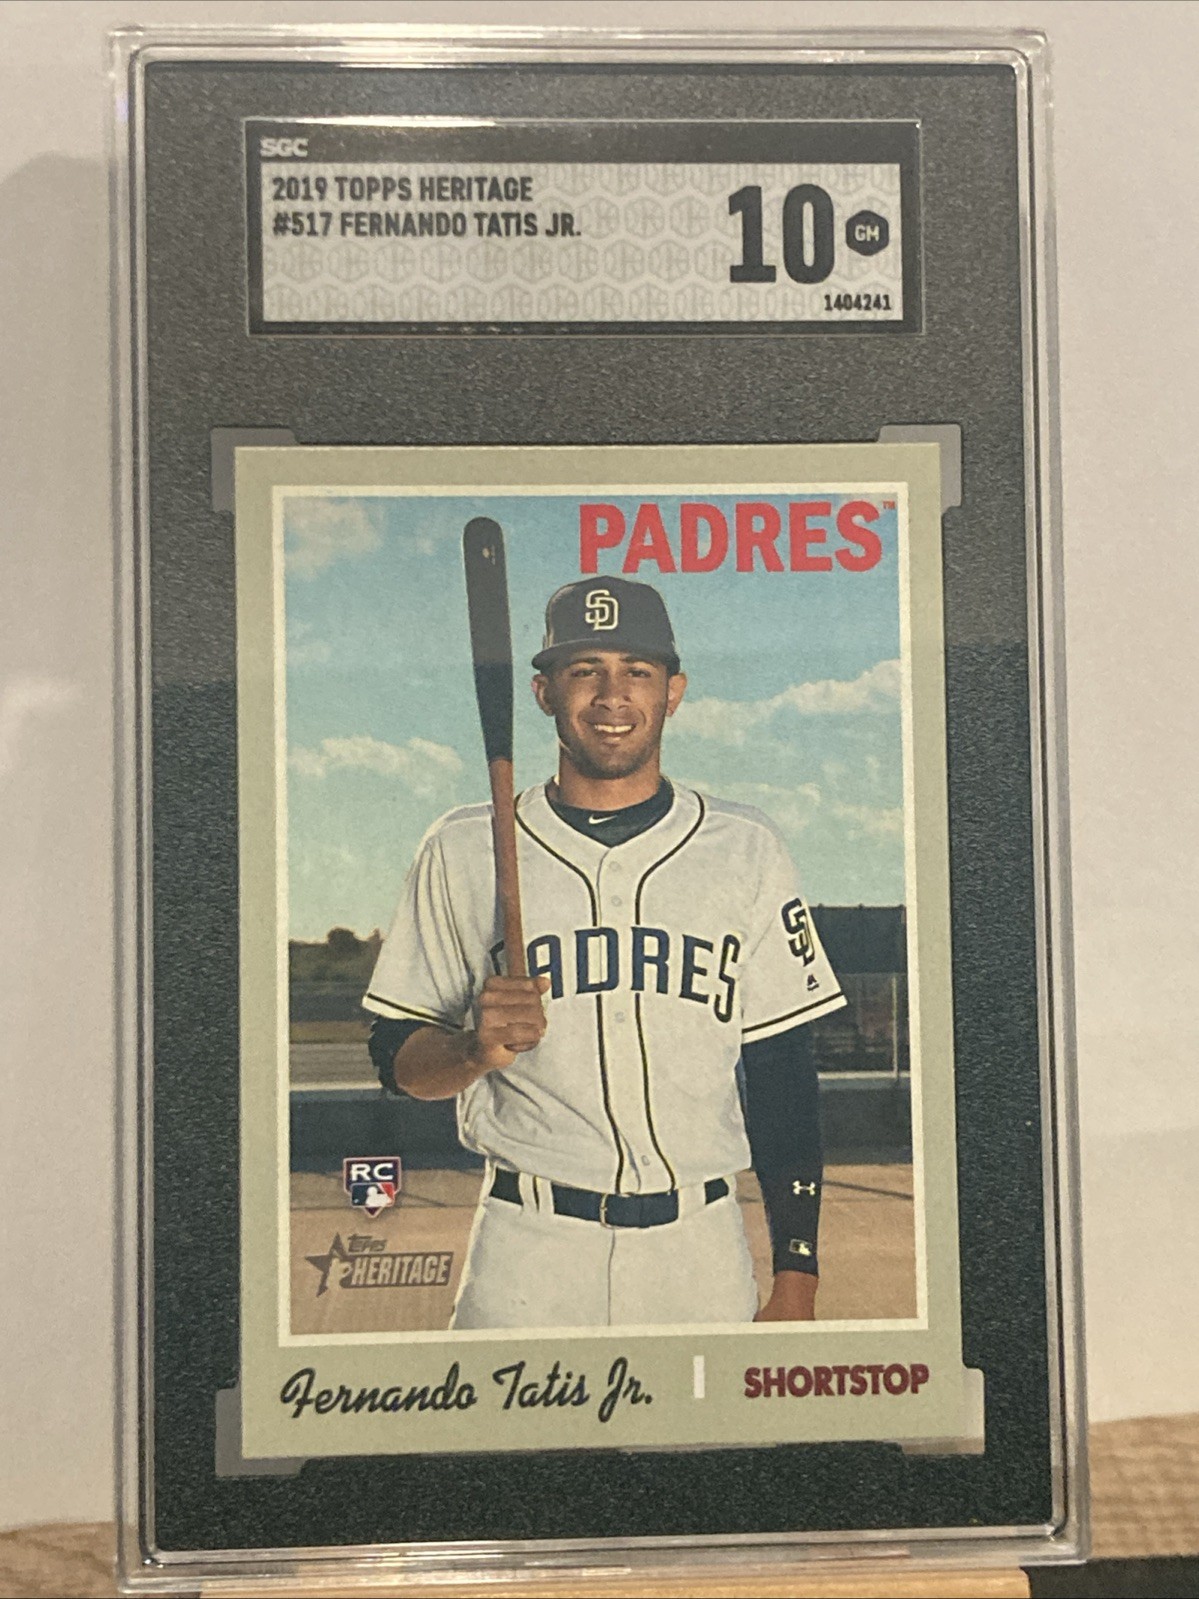 SGC
2019 TOPPS HERITAGE
#517 FERNANDO TATIS JR.
10 GM
1404241
PADRES™
SD
PADRES
SD
RC
TOPPS
HERITAGE
Fernando Tatis Jr. | SHORTSTOP